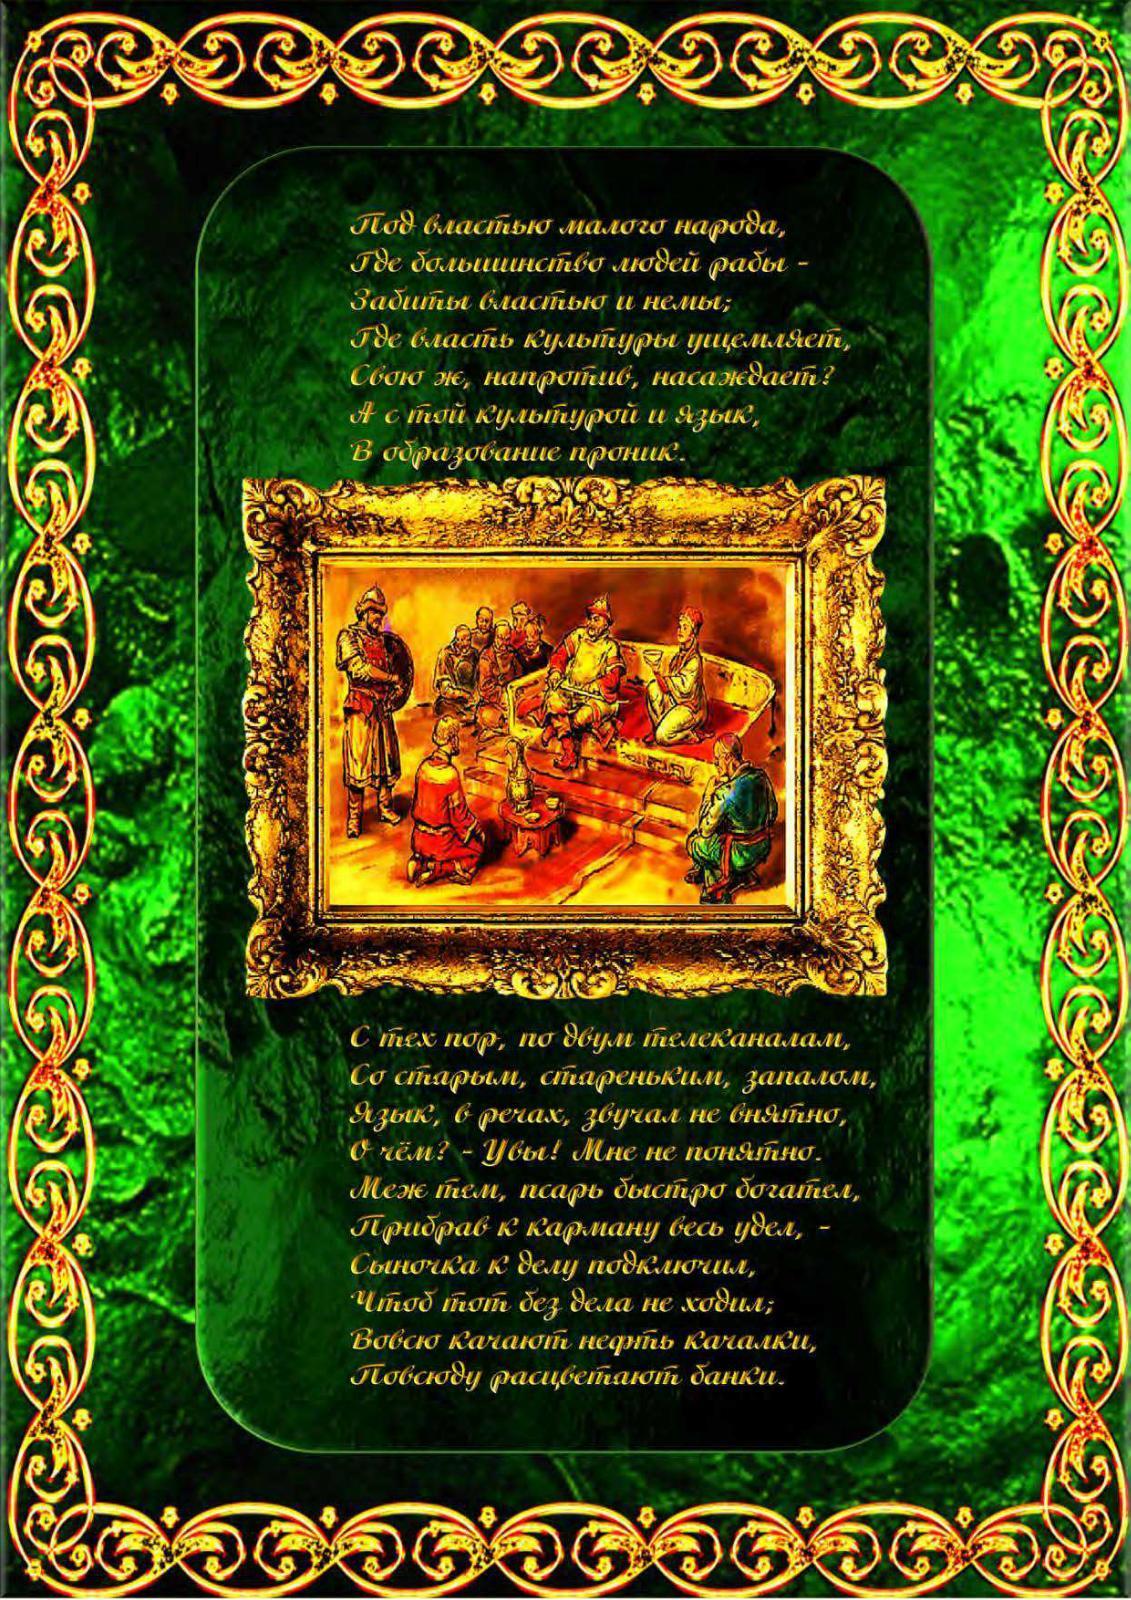 Под властью малого народа,
Где большинство людей рабы -
Забиты властью и немы;
Где власть культуры ущемляет,
Свою ж, напротив, насаждает?
А с той культурой и язык,
В образование проник.
С тех пор, по двум телеканалам,
Со старым, стареньким, запалом,
Язык, в речах, звучал не внятно,
О чём? - Увы! Мне не понятно.
Меж тем, псарь быстро богател,
Прибрав к карману весь удел, -
Сыночка к делу подключил,
Чтоб тот без дела не ходил;
Вовсю качают нефть качалки,
Повсюду расцветают банки.